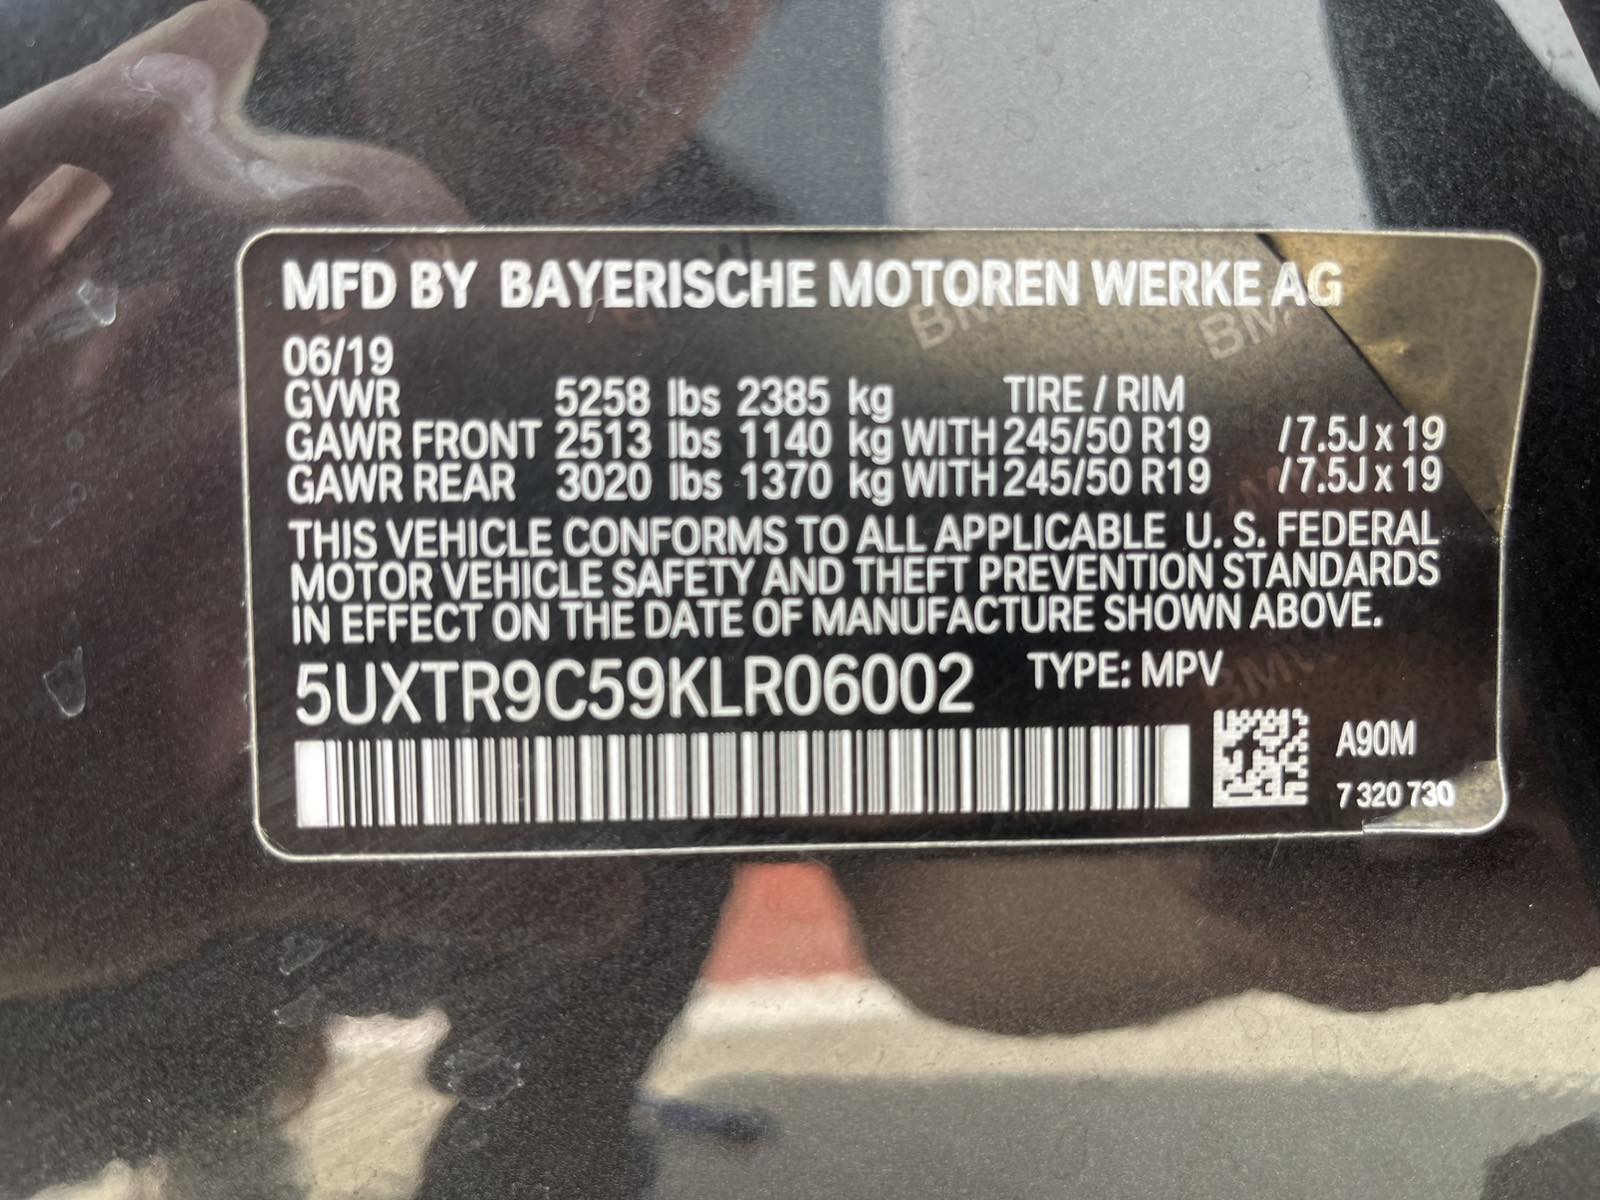 MFD BY BAYERISCHE MOTOREN WERKE AG
06/19
GVWR 5258 lbs 2385 kg TIRE / RIM
GAWR FRONT 2513 lbs 1140 kg WITH 245/50 R19 / 7.5J x 19
GAWR REAR 3020 lbs 1370 kg WITH 245/50 R19 / 7.5J x 19
THIS VEHICLE CONFORMS TO ALL APPLICABLE U. S. FEDERAL
MOTOR VEHICLE SAFETY AND THEFT PREVENTION STANDARDS
IN EFFECT ON THE DATE OF MANUFACTURE SHOWN ABOVE.
5UXTR9C59KLR06002 TYPE: MPV
A90M
7 320 730